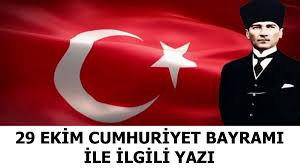 29 EKİM CUMHURİYET BAYRAMI
İLE İLGİLİ YAZI